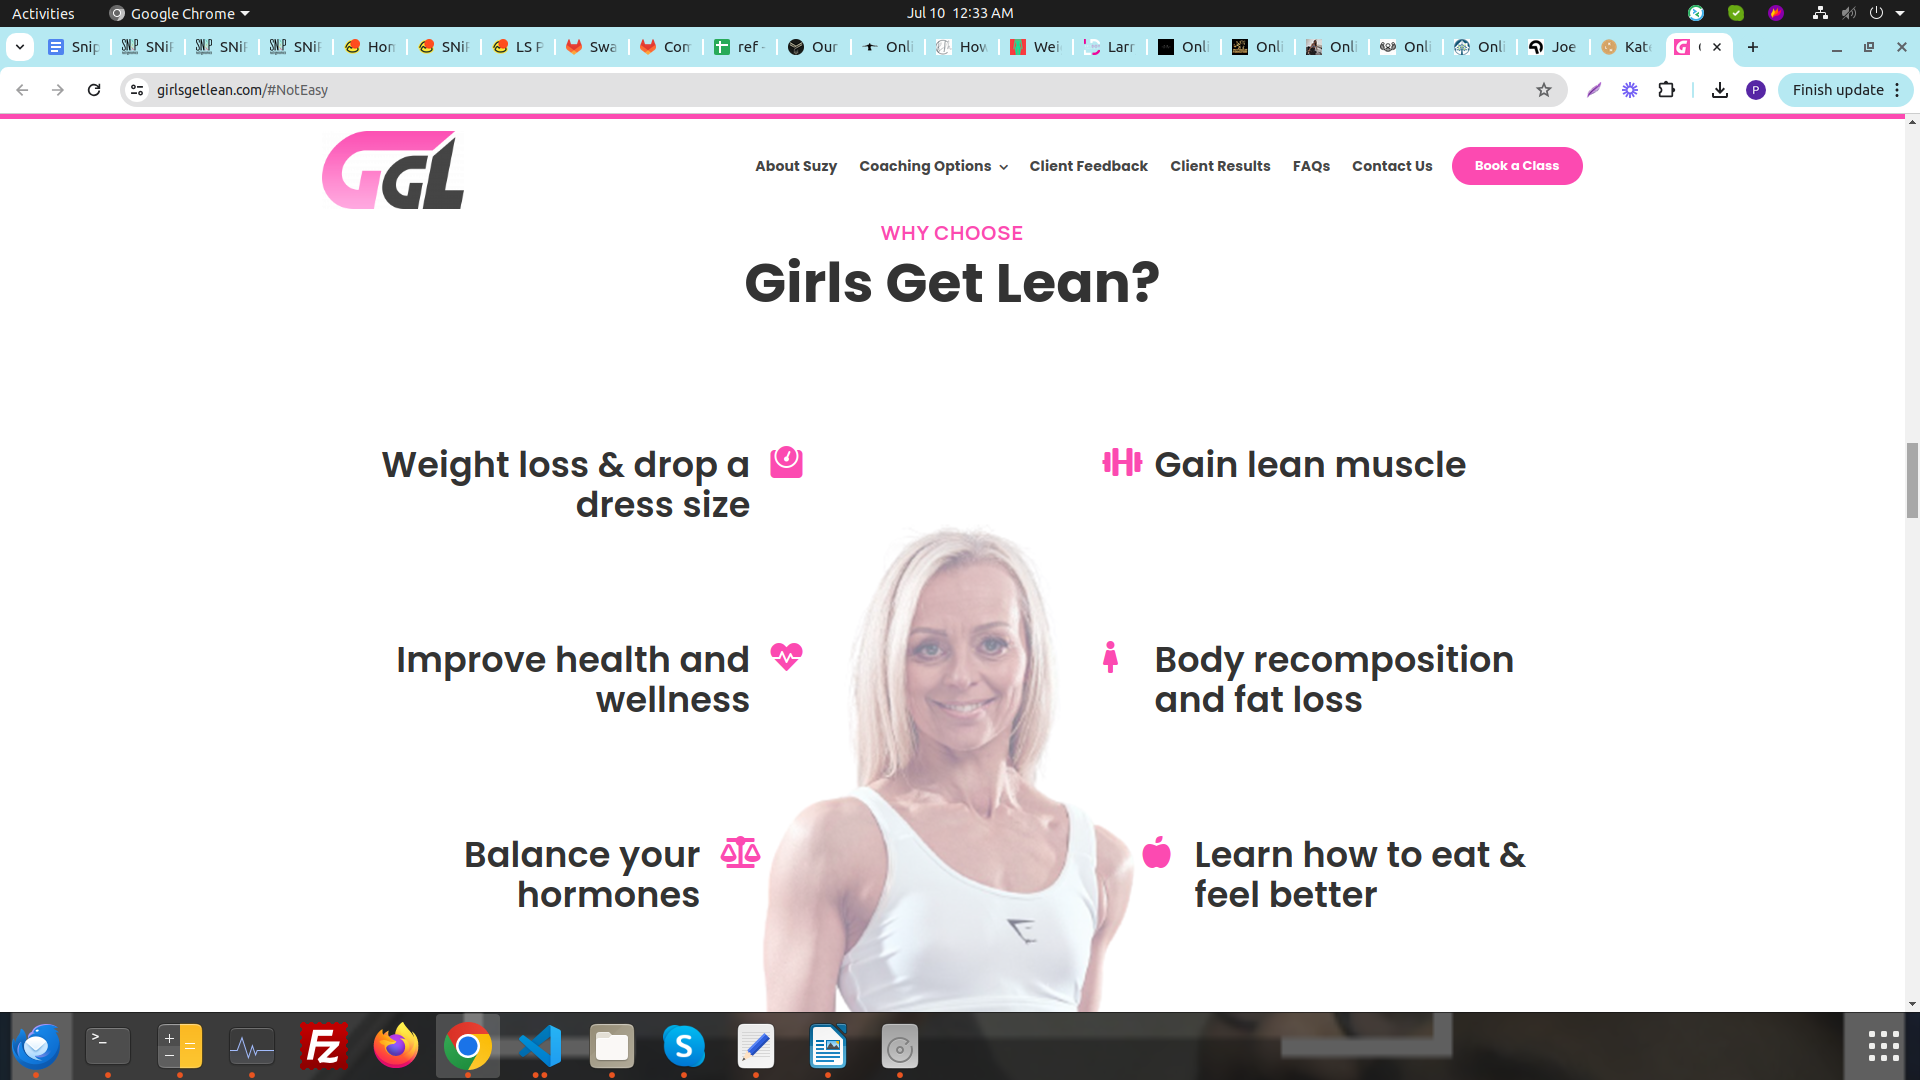 Activities
Google Chrome
Jul 10 12:33 AM
Snip
SNiP
SNiP
SNiP
Hom
SNiP
LS P
Swa
Com
ref -
Our
Onli
How
Wei
Larr
Onli
Onli
Onli
Onli
Onli
Joe
Kate
girlsgetlean.com/#NotEasy
P
Finish update
GGL
About Suzy
Coaching Options
Client Feedback
Client Results
FAQs
Contact Us
Book a Class
WHY CHOOSE
Girls Get Lean?
Weight loss & drop a
dress size
Gain lean muscle
Improve health and
wellness
Body recomposition
and fat loss
Balance your
hormones
Learn how to eat &
feel better